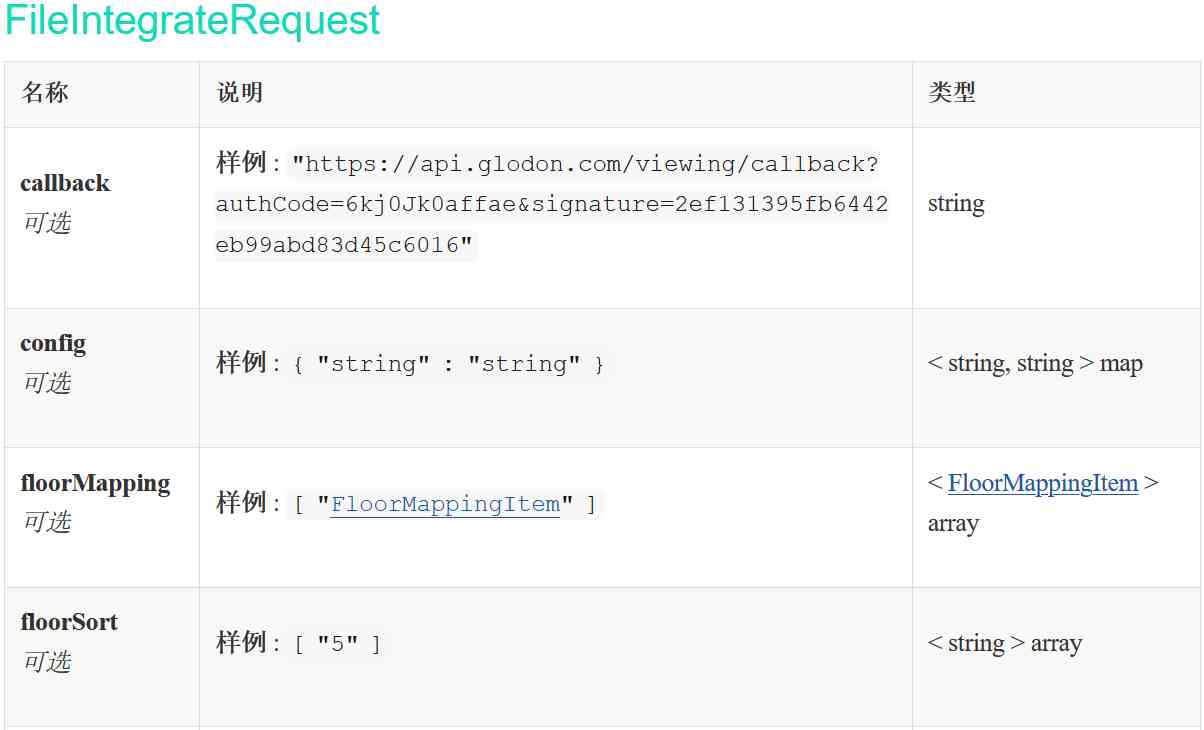 FileIntegrateRequest
名称 说明 类型
callback
可选
样例 : "https://api.glodon.com/viewing/callback?
authCode=6kj0Jk0affae&signature=2ef131395fb6442
eb99abd83d45c6016"
string
config
可选
样例 : { "string" : "string" }
< string, string > map
floorMapping
可选
样例 : [ "FloorMappingItem" ]
< FloorMappingItem >
array
floorSort
可选
样例 : [ "5" ]
< string > array